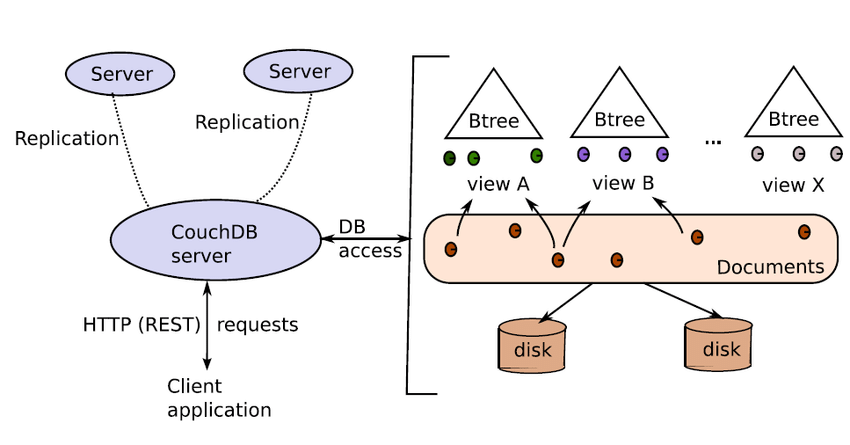 Server
Server
Replication
Replication
CouchDB
server
DB
access
HTTP (REST) requests
Client
application
Btree
Btree
...
Btree
view A
view B
view X
Documents
disk
disk